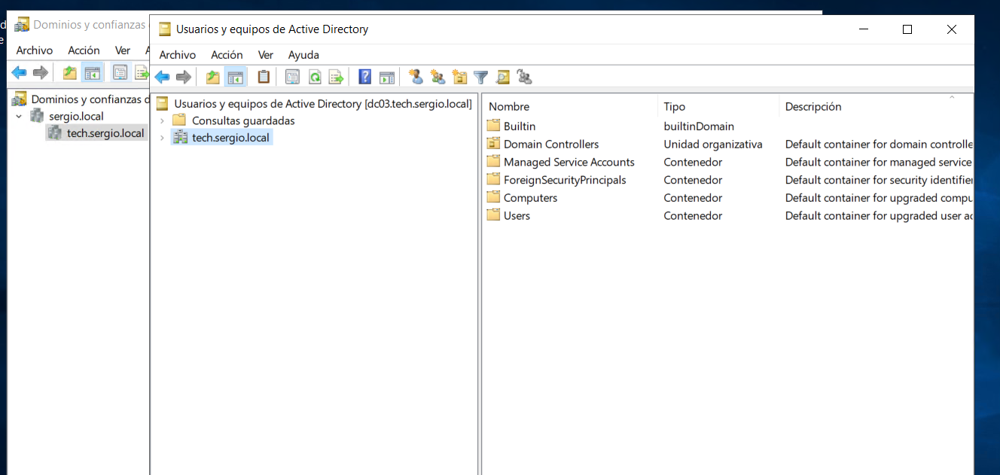 d
e
Dominios y confianzas
Archivo Acción Ver A
Dominios y confianzas d
sergio.local
tech.sergio.local
Usuarios y equipos de Active Directory
Archivo Acción Ver Ayuda
Usuarios y equipos de Active Directory [dc03.tech.sergio.local]
Consultas guardadas
tech.sergio.local
Nombre Tipo Descripción
Builtin builtinDomain
Domain Controllers Unidad organizativa Default container for domain controlle
Managed Service Accounts Contenedor Default container for managed service
ForeignSecurityPrincipals Contenedor Default container for security identifie
Computers Contenedor Default container for upgraded compu
Users Contenedor Default container for upgraded user ac